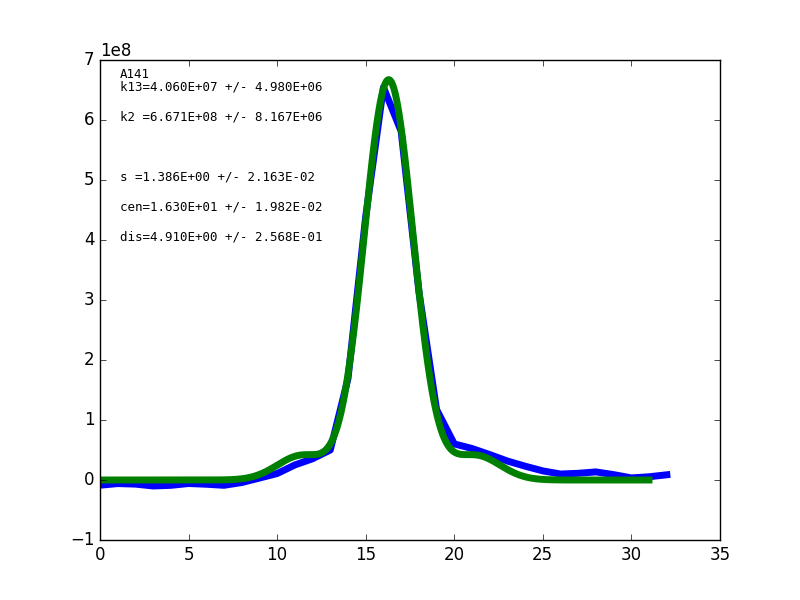 1e8
A141
k13=4.060E+07 +/- 4.980E+06
k2 =6.671E+08 +/- 8.167E+06
s =1.386E+00 +/- 2.163E-02
cen=1.630E+01 +/- 1.982E-02
dis=4.910E+00 +/- 2.568E-01
7
6
5
4
3
2
1
0
−1
0 5 10 15 20 25 30 35